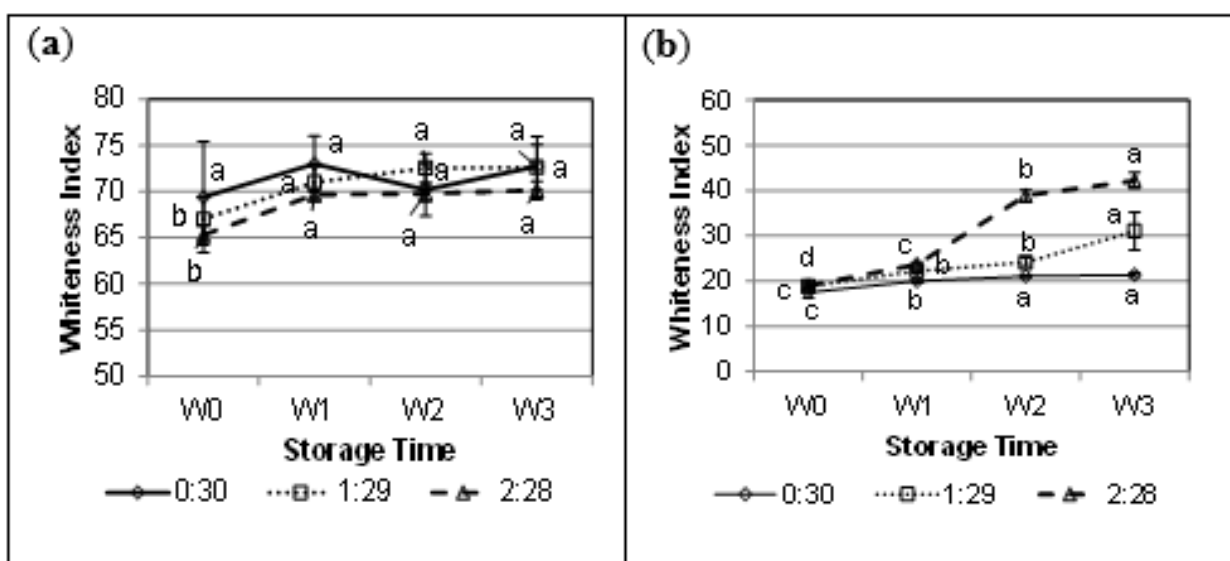 (a)
80
75
70
65
60
55
50
Whiteness Index
a
a
a
a
b
a
a
a
b
a
a
a
W0 W1 W2 W3
Storage Time
0:30 1:29 2:28
(b)
60
50
40
30
20
10
0
Whiteness Index
a
b
a
d
c
b
c
b
c
b
a
a
W0 W1 W2 W3
Storage Time
0:30 1:29 2:28